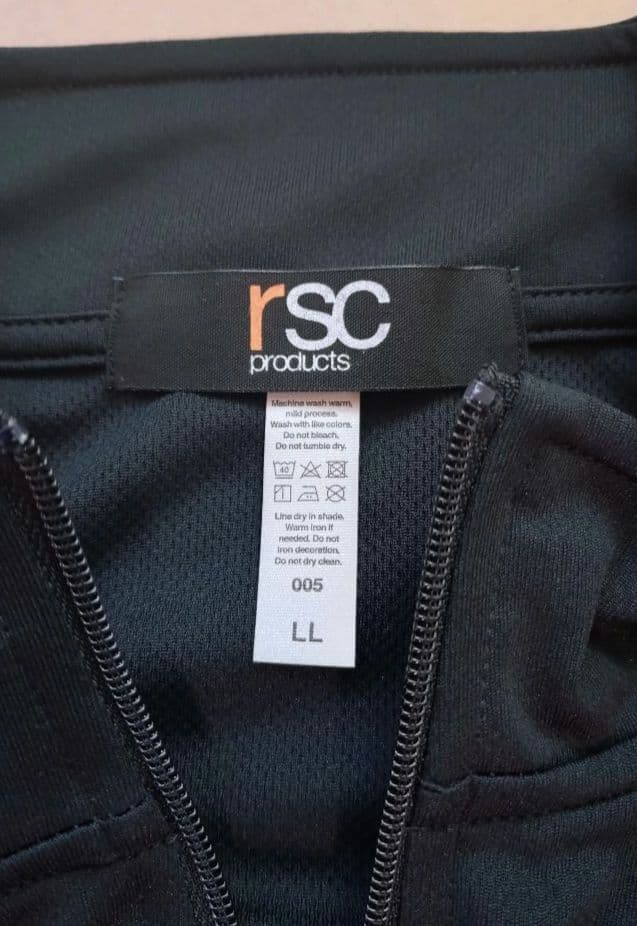 rsc
products
Machine wash warm,
mild process.
Wash with like colors.
Do not bleach.
Do not tumble dry.
40
Line dry in shade.
Warm iron if
needed. Do not
iron decoration.
Do not dry clean.
005
LL